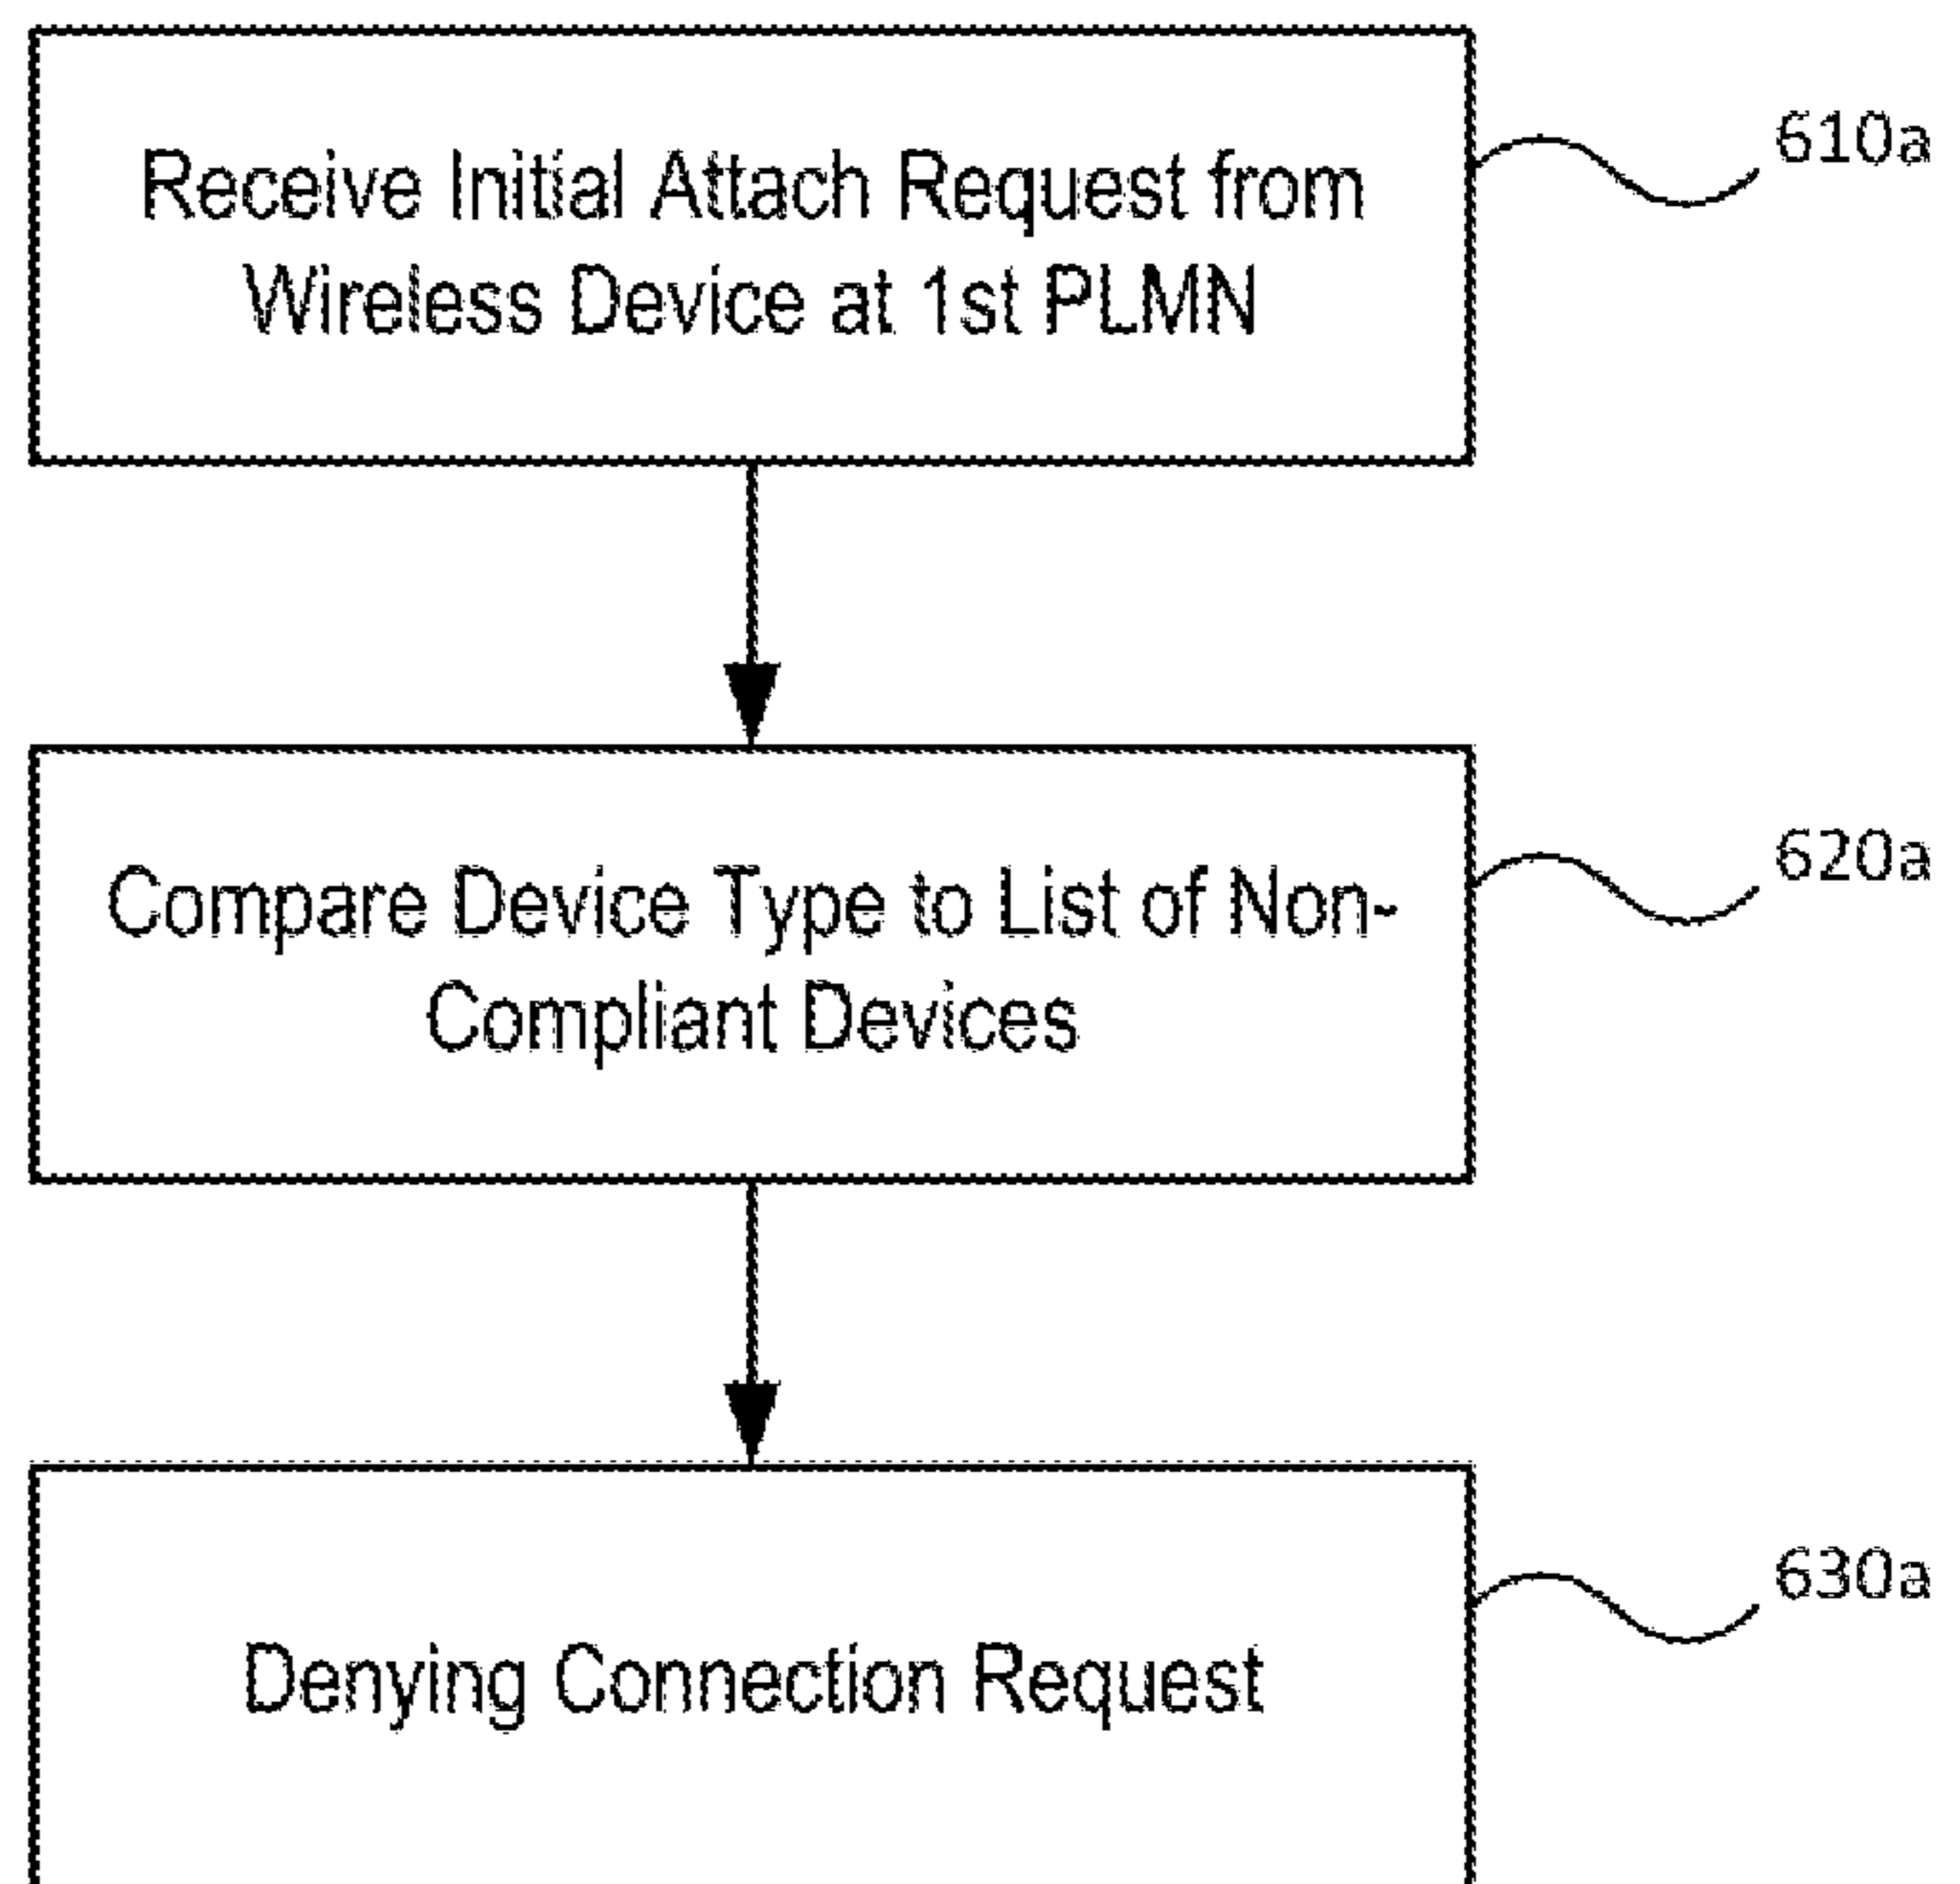 Receive Initial Attach Request from
Wireless Device at 1st PLMN
610a
Compare Device Type to List of Non-
Compliant Devices
620a
Denying Connection Request
630a